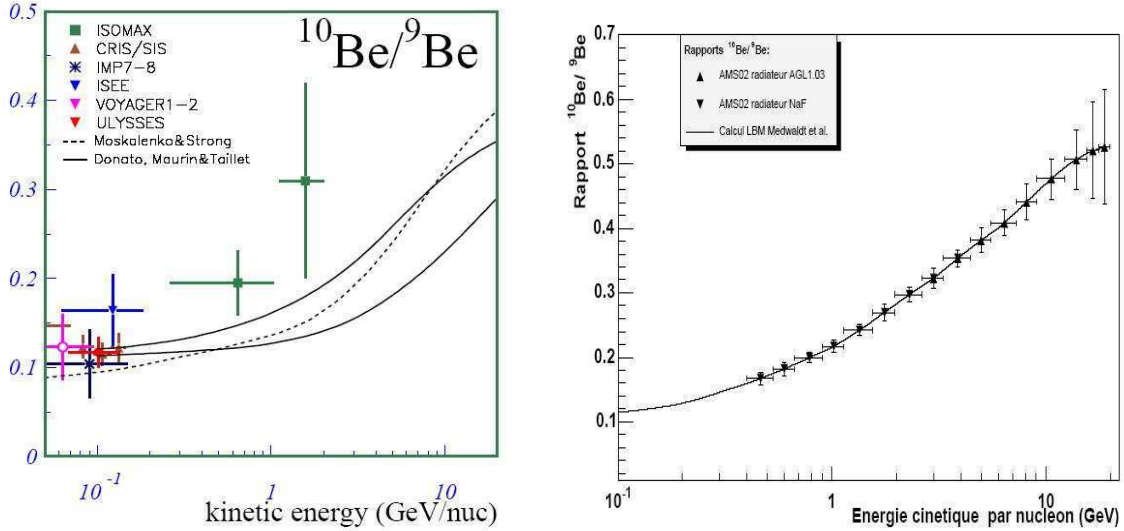 0.5
0.4
0.3
0.2
0.1
0
ISOMAX
CRIS/SIS
IMP7-8
ISEE
VOYAGER1-2
ULYSSES
Moskalenko&Strong
Donato, Maurin&Taillet
10Be/9Be
10-1
1
10
kinetic energy (GeV/nuc)
Rapport 10Be/ 9Be
0.7
0.6
0.5
0.4
0.3
0.2
0.1
Rapports 10Be/9Be:
AMS02 radiateur AGL1.03
AMS02 radiateur NaF
Calcul LBM Medwaldt et al.
10-1
1
10
Energie cinetique par nucleon (GeV)